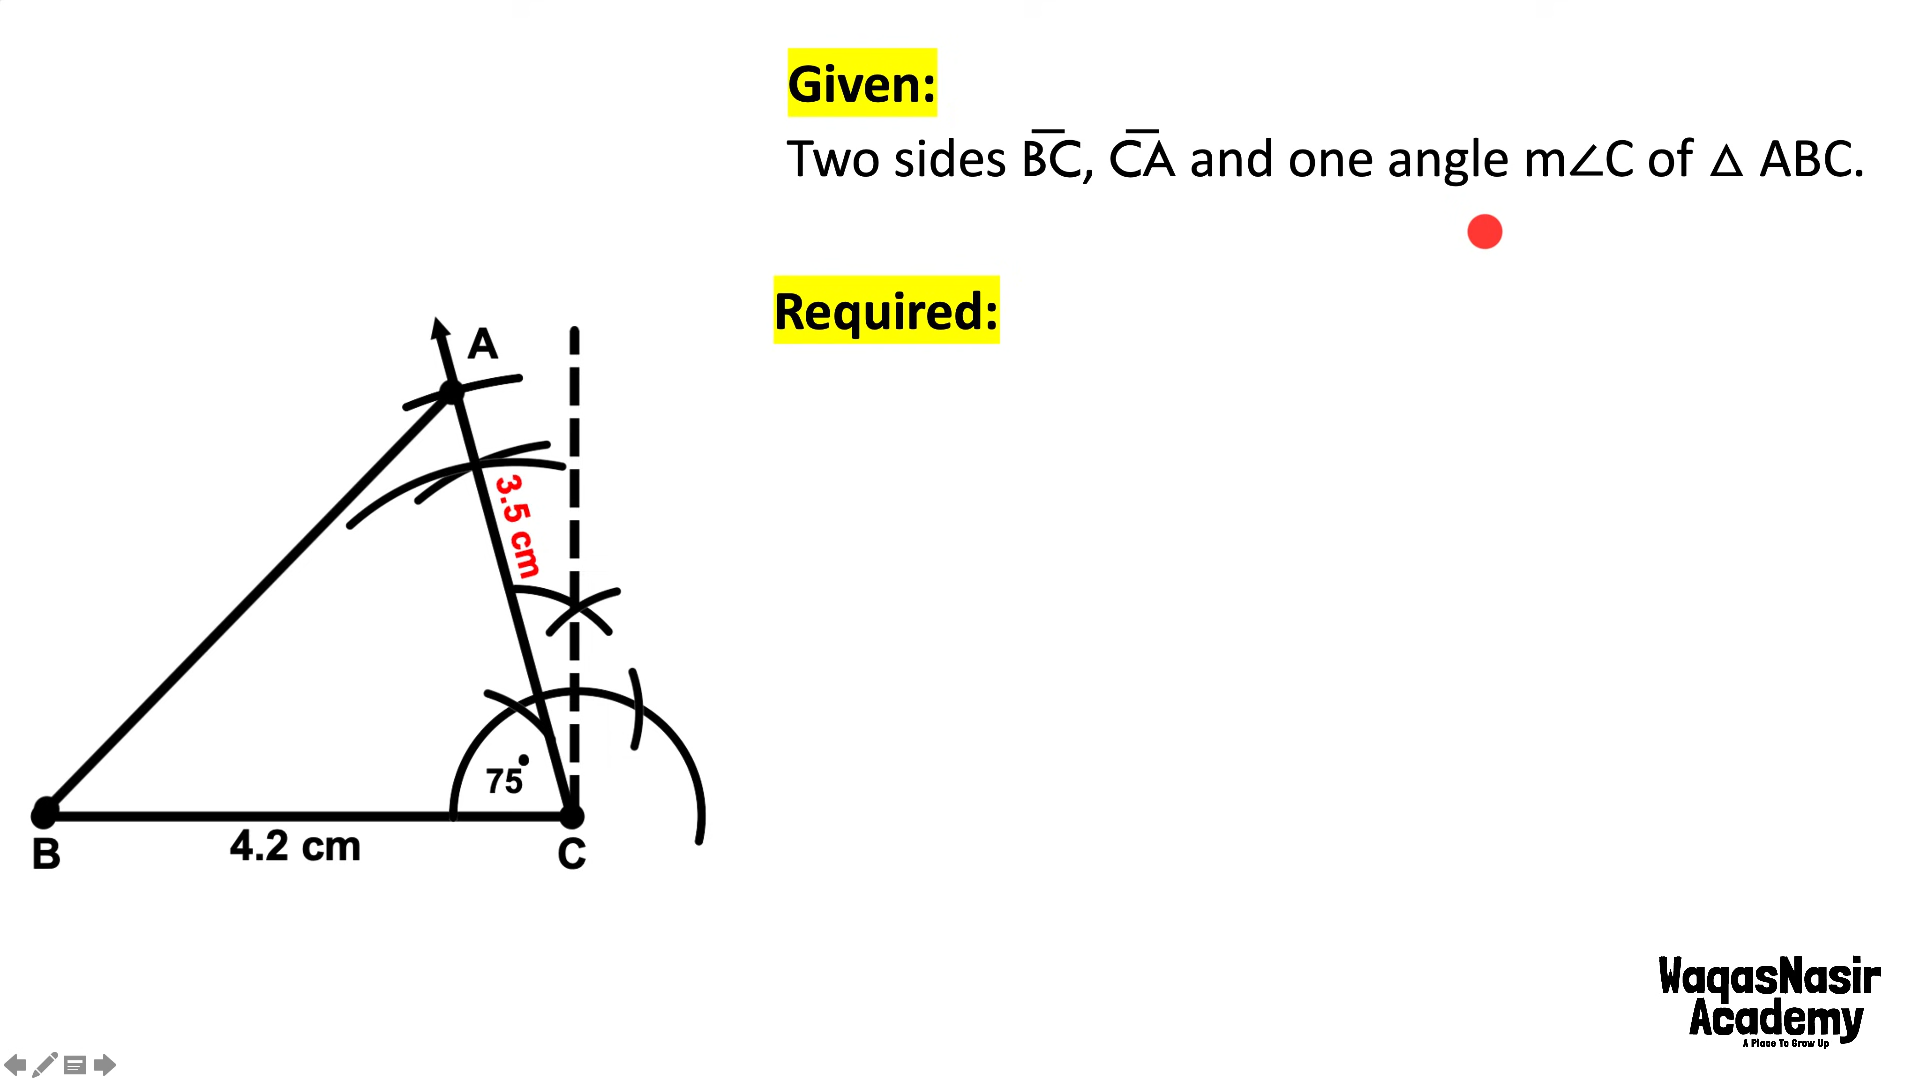 Given:
Two sides B̅C̅, C̅A̅ and one angle m∠C of △ ABC.
Required:
A
3.5 cm
75°
4.2 cm
B
C
WaqasNasir
Academy
A Place To Grow Up